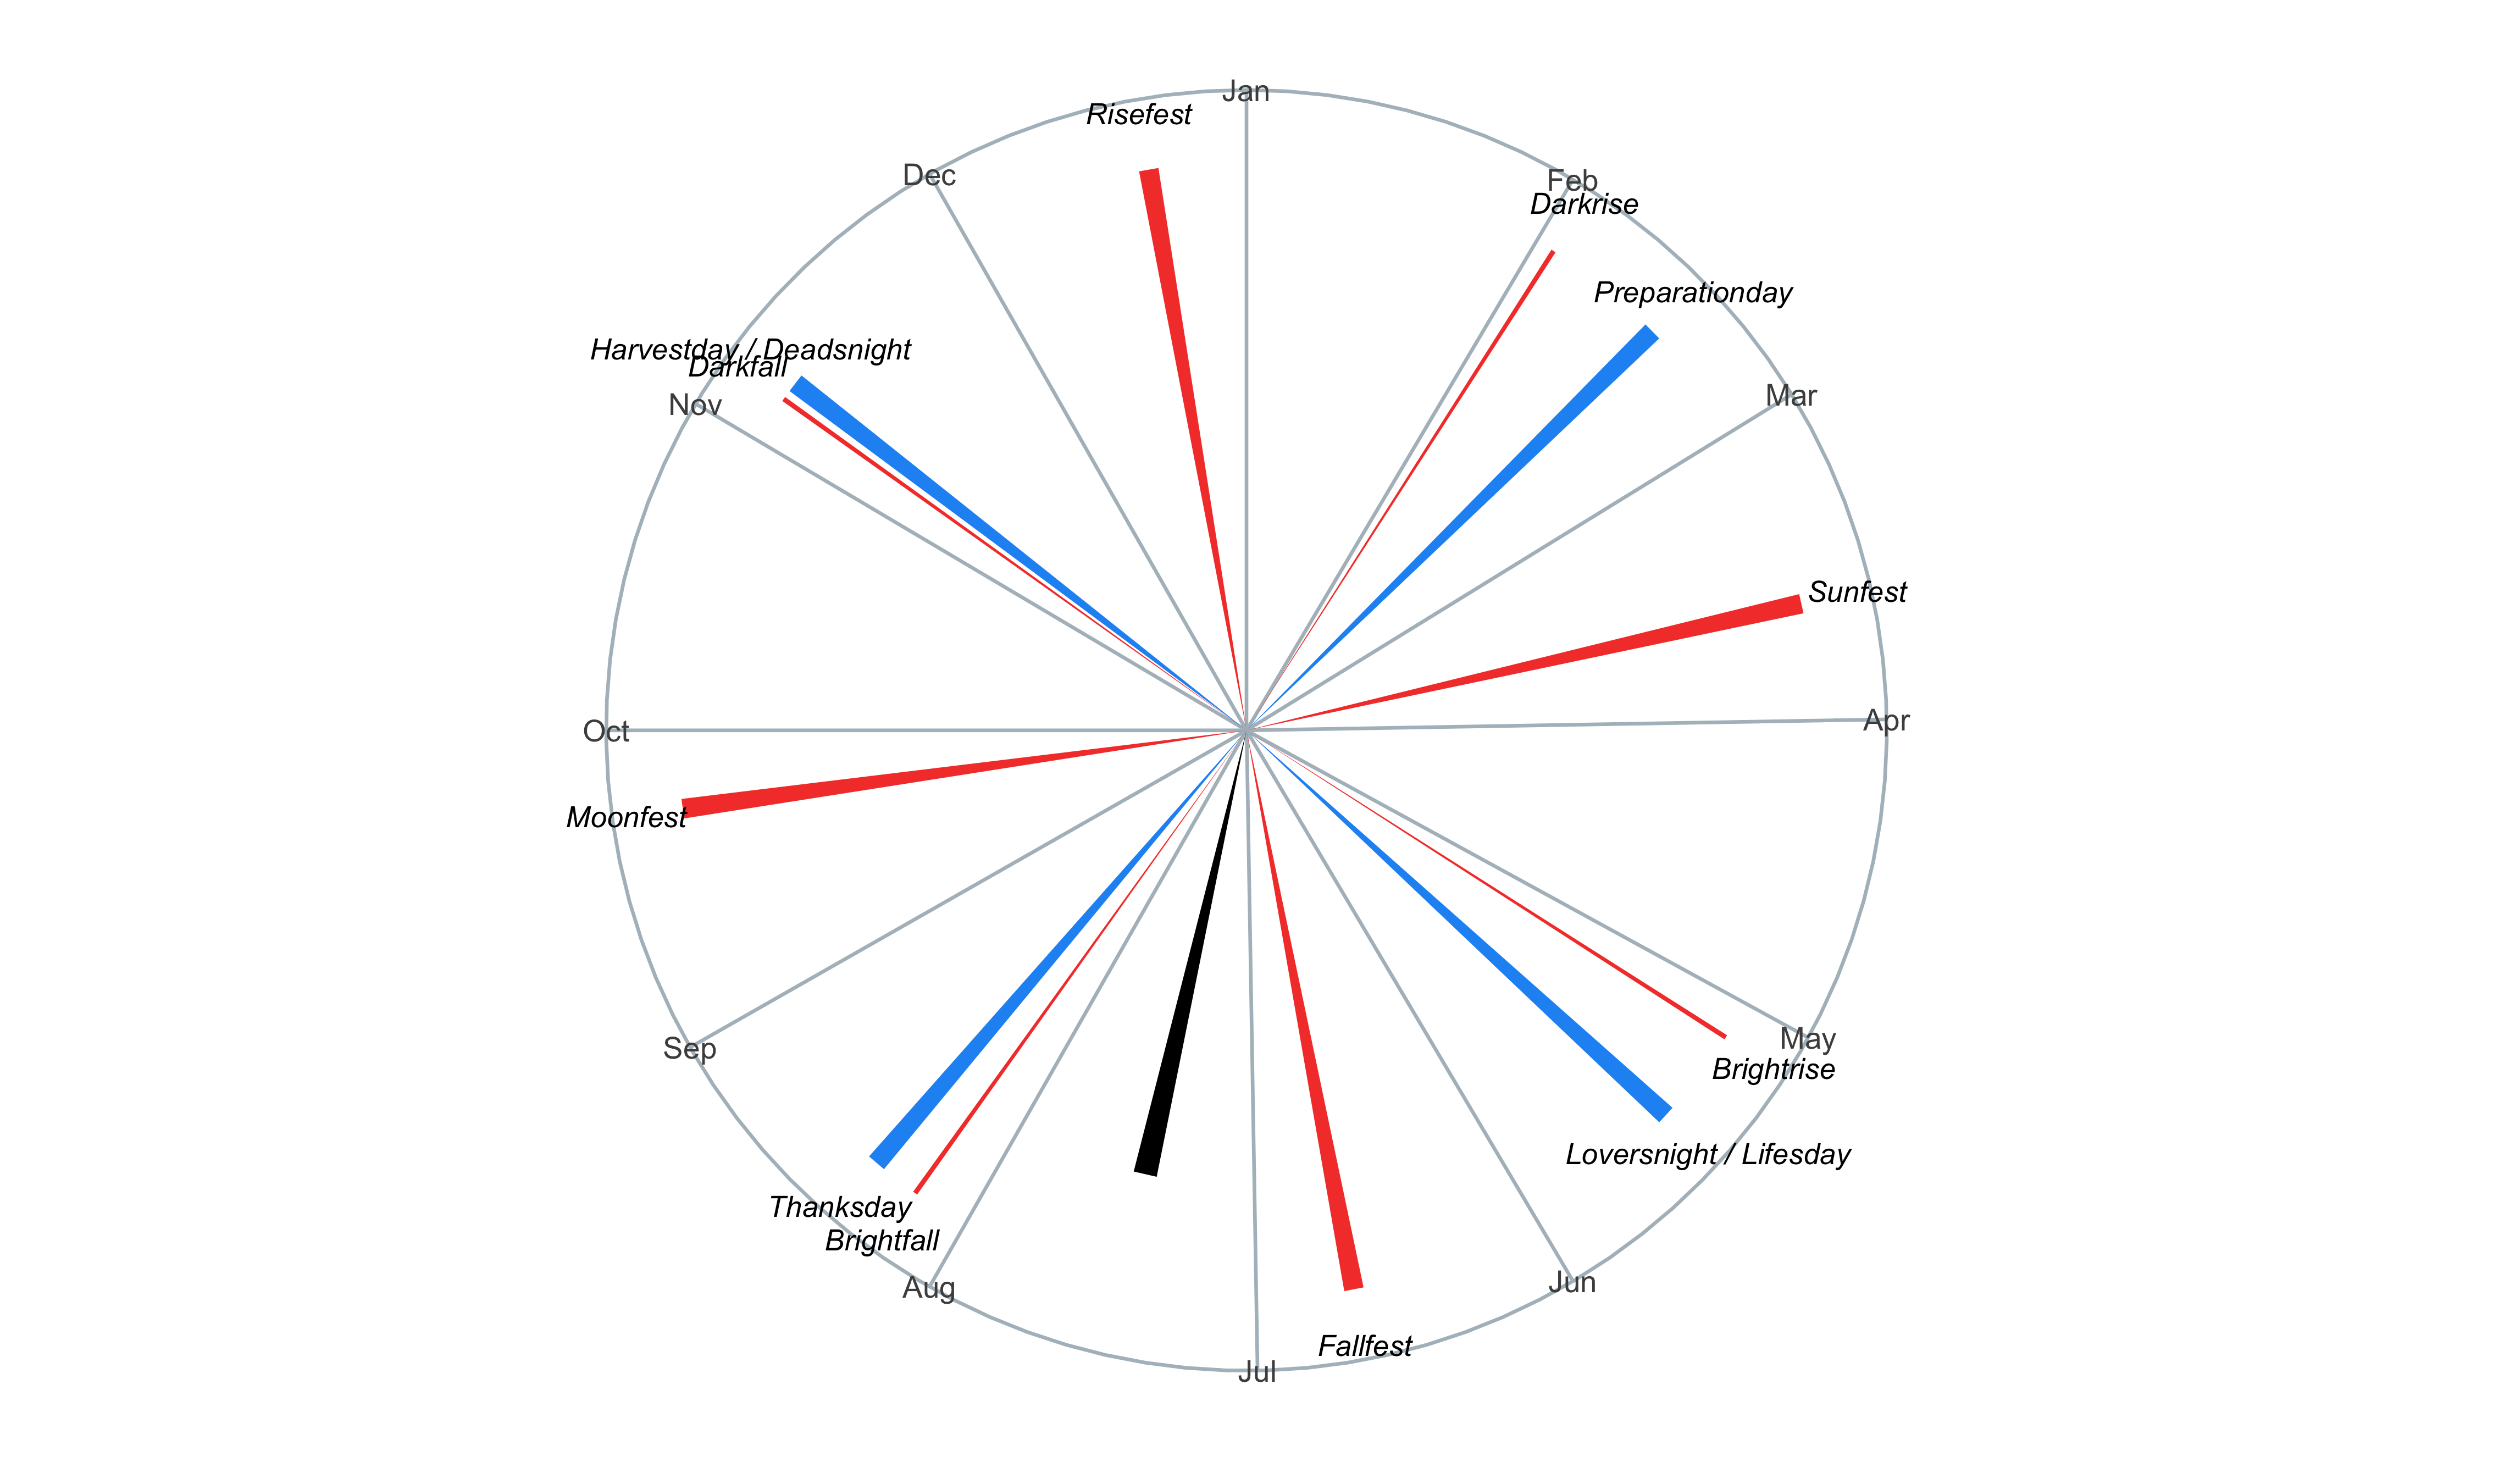 Jan
Risefest
Dec
Feb
Darkrise
Preparationday
Harvestday / Deadsnight
Darkfall
Nov
Mar
Sunfest
Oct
Apr
Moonfest
Sep
May
Brightrise
Loversnight / Lifesday
Thanksday
Brightfall
Aug
Jun
Fallfest
Jul